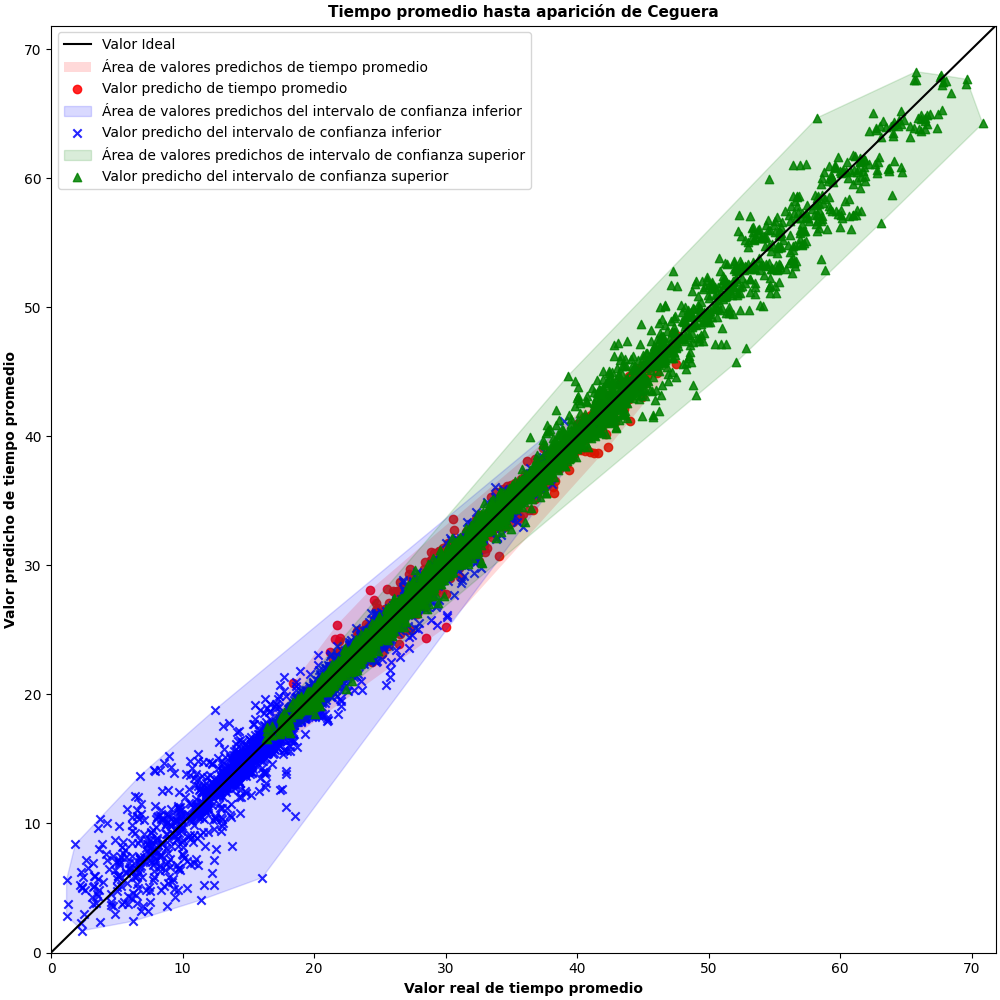 Tiempo promedio hasta aparición de Ceguera
Valor Ideal
Área de valores predichos de tiempo promedio
Valor predicho de tiempo promedio
Área de valores predichos del intervalo de confianza inferior
Valor predicho del intervalo de confianza inferior
Área de valores predichos de intervalo de confianza superior
Valor predicho del intervalo de confianza superior
Valor predicho de tiempo promedio
70
60
50
40
30
20
10
0
0 10 20 30 40 50 60 70
Valor real de tiempo promedio